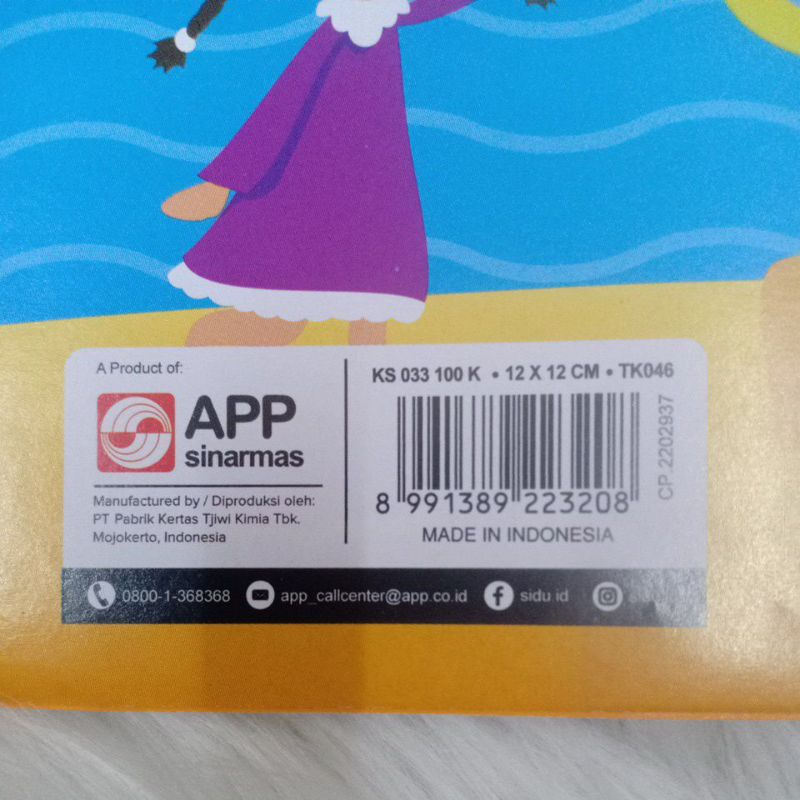 A Product of:
APP
sinarmas
Manufactured by / Diproduksi oleh:
PT Pabrik Kertas Tjiwi Kimia Tbk.
Mojokerto, Indonesia
KS 033 100 K • 12 X 12 CM • TK046
8 991389 223208
CP 2202937
MADE IN INDONESIA
0800-1-368368
app_callcenter@app.co.id
sidu id